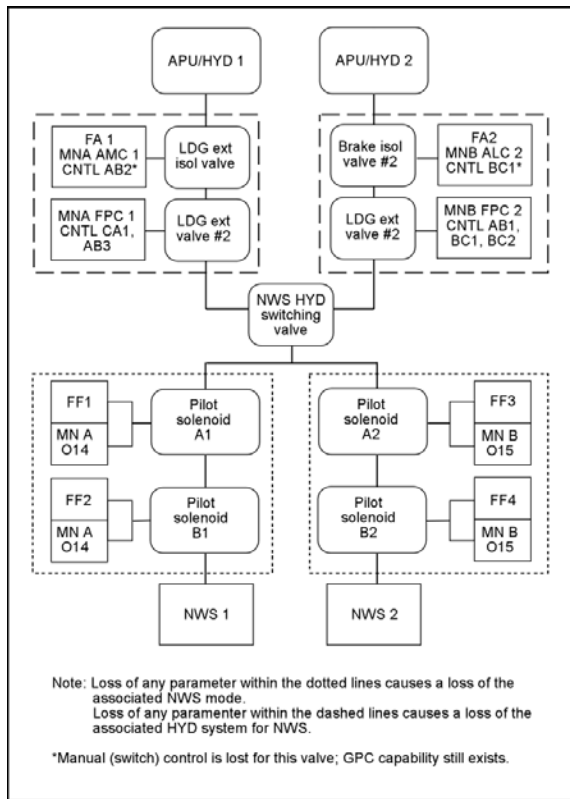 APU/HYD 1
APU/HYD 2
FA 1
MNA AMC 1
CNTL AB2*
LDG ext
isol valve
Brake isol
valve #2
FA2
MNB ALC 2
CNTL BC1*
MNA FPC 1
CNTL CA1,
AB3
LDG ext
valve #2
LDG ext
valve #2
MNB FPC 2
CNTL AB1,
BC1, BC2
NWS HYD
switching
valve
FF1
MN A
O14
Pilot
solenoid
A1
Pilot
solenoid
A2
FF3
MN B
O15
FF2
MN A
O14
Pilot
solenoid
B1
Pilot
solenoid
B2
FF4
MN B
O15
NWS 1
NWS 2
Note: Loss of any parameter within the dotted lines causes a loss of the
associated NWS mode.
Loss of any paramenter within the dashed lines causes a loss of the
associated HYD system for NWS.
*Manual (switch) control is lost for this valve; GPC capability still exists.